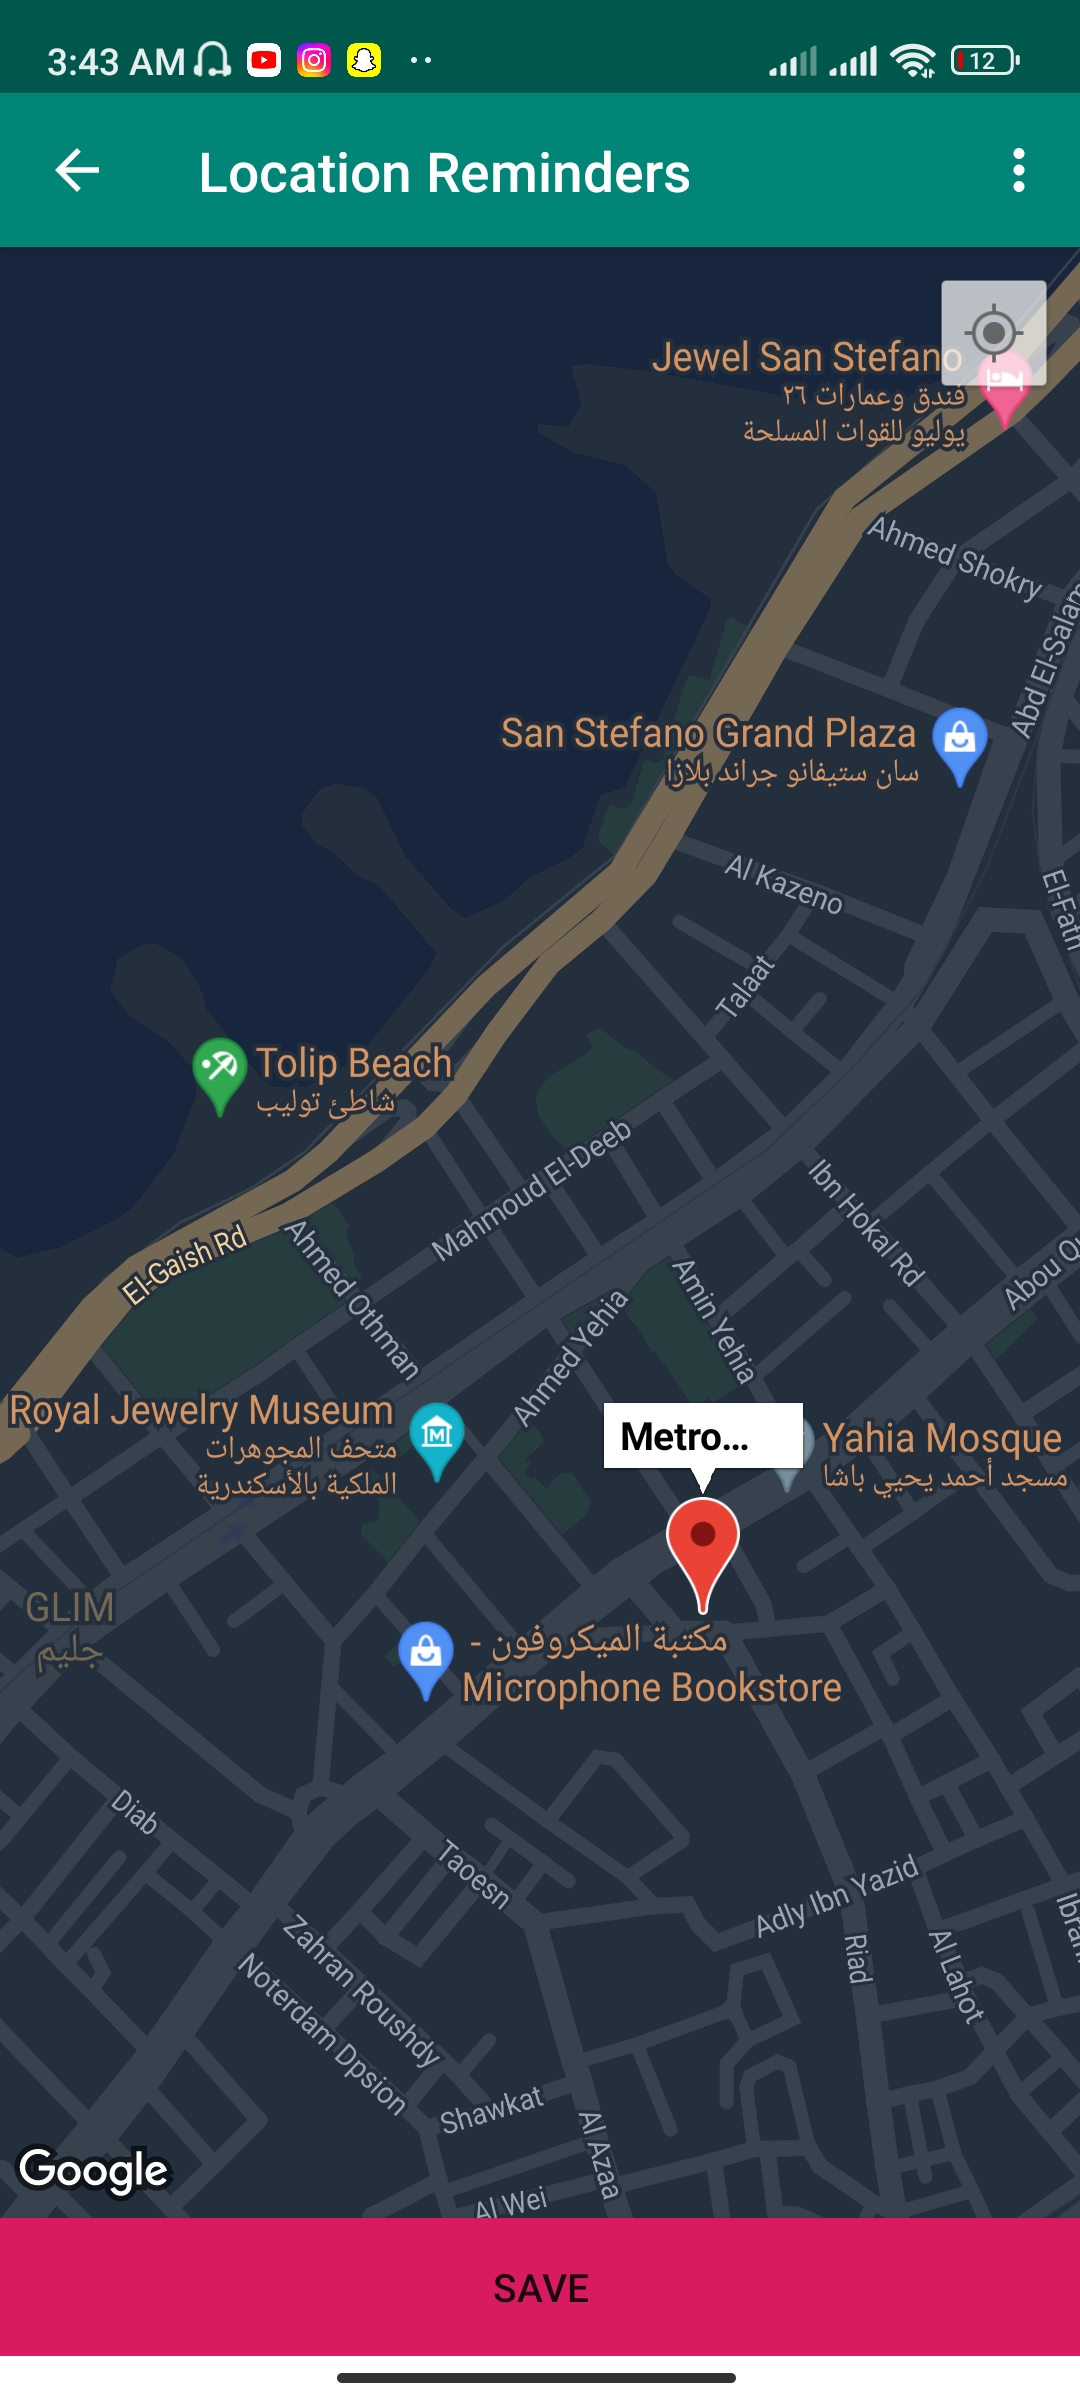 3:43 AM
12
Location Reminders
Jewel San Stefano
فندق وعمارات ٢٦
يوليو للقوات المسلحة
Ahmed Shokry
Abd El-Salam
San Stefano Grand Plaza
سان ستيفانو جراند بلازا
Al Kazeno
El-Fath
Talaat
Tolip Beach
شاطئ توليب
Mahmoud El-Deeb
Ibn Hokal Rd
El-Gaish Rd
Ahmed Othman
Amin Yehia
Ahmed Yehia
Royal Jewelry Museum
متحف المجوهرات
الملكية بالأسكندرية
Metro...
Yahia Mosque
مسجد أحمد يحيي باشا
GLIM
جليم
مكتبة الميكروفون -
Microphone Bookstore
Diab
Taoesn
Adly Ibn Yazid
Riad
Al Lahot
Zahran Roushdy
Noterdam Dpsion
Shawkat
Al Azaa
Al Wei
Google
SAVE